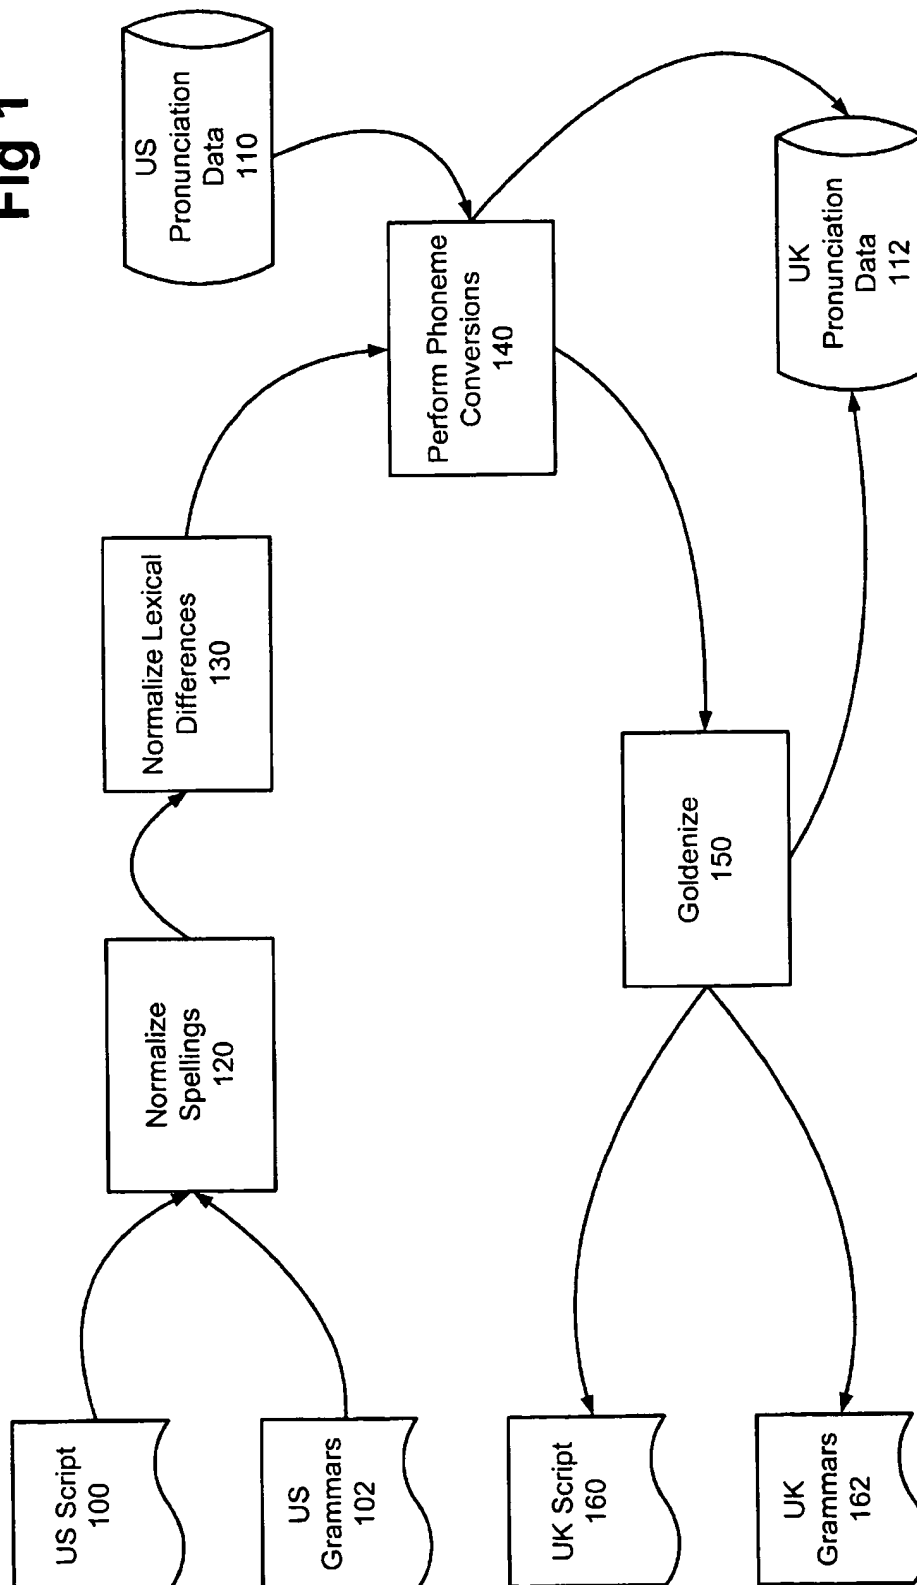 Fig 1
US Script
100
US
Grammars
102
Normalize
Spellings
120
Normalize Lexical
Differences
130
US
Pronunciation
Data
110
Perform Phoneme
Conversions
140
Goldenize
150
UK
Pronunciation
Data
112
UK Script
160
UK
Grammars
162